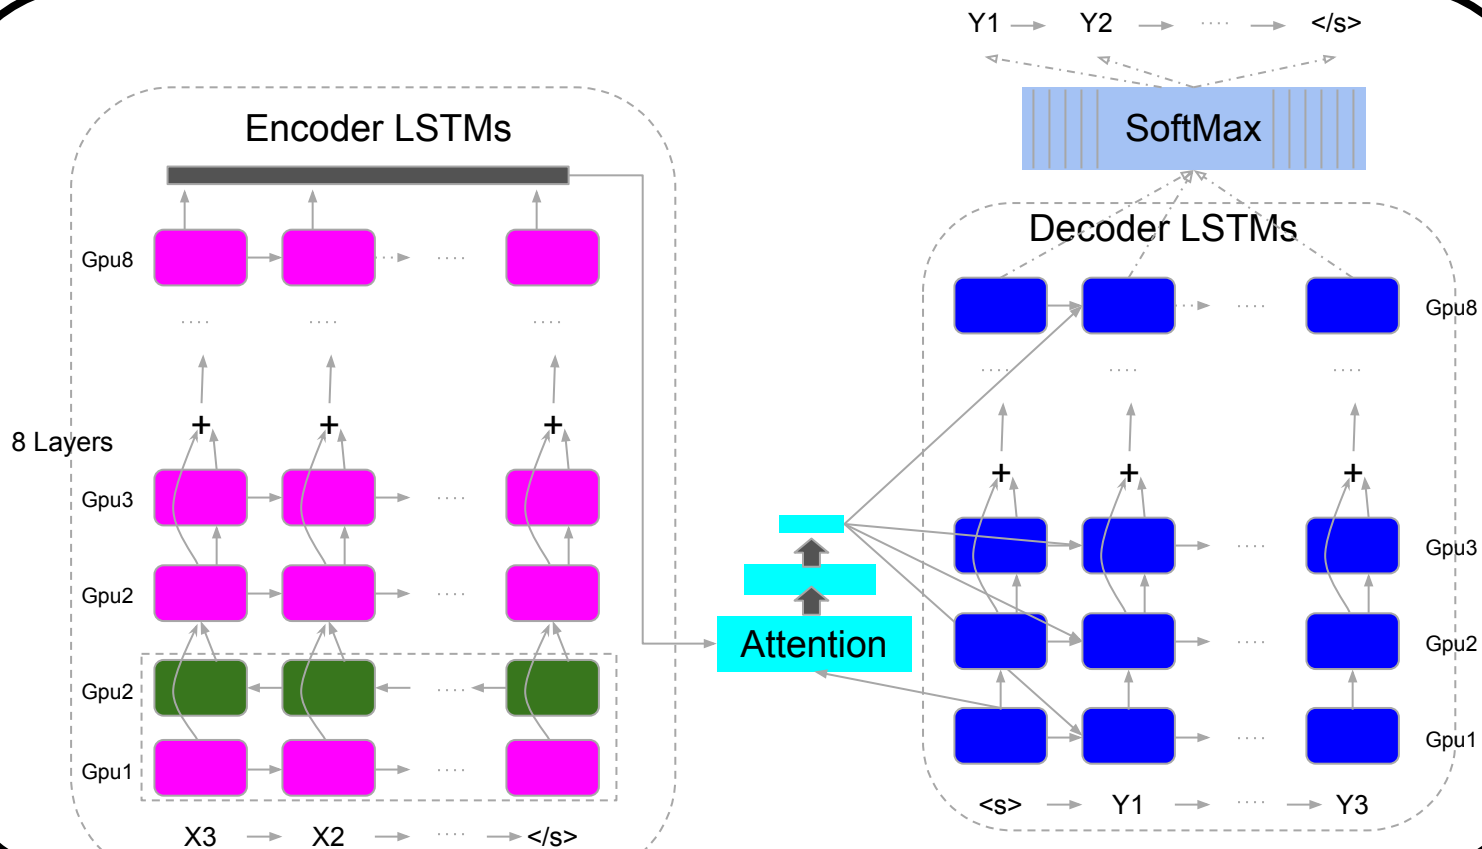 Y1 Y2 ···· </s>
SoftMax
Encoder LSTMs
Decoder LSTMs
Gpu8 ····
···· ···· ····
+ + +
8 Layers
Gpu3 ····
Gpu2 ····
Gpu2 ····
Gpu1 ····
X3 X2 ···· </s>
Attention
···· Gpu8
···· ···· ····
+ + +
···· Gpu3
···· Gpu2
···· Gpu1
<s> Y1 ···· Y3